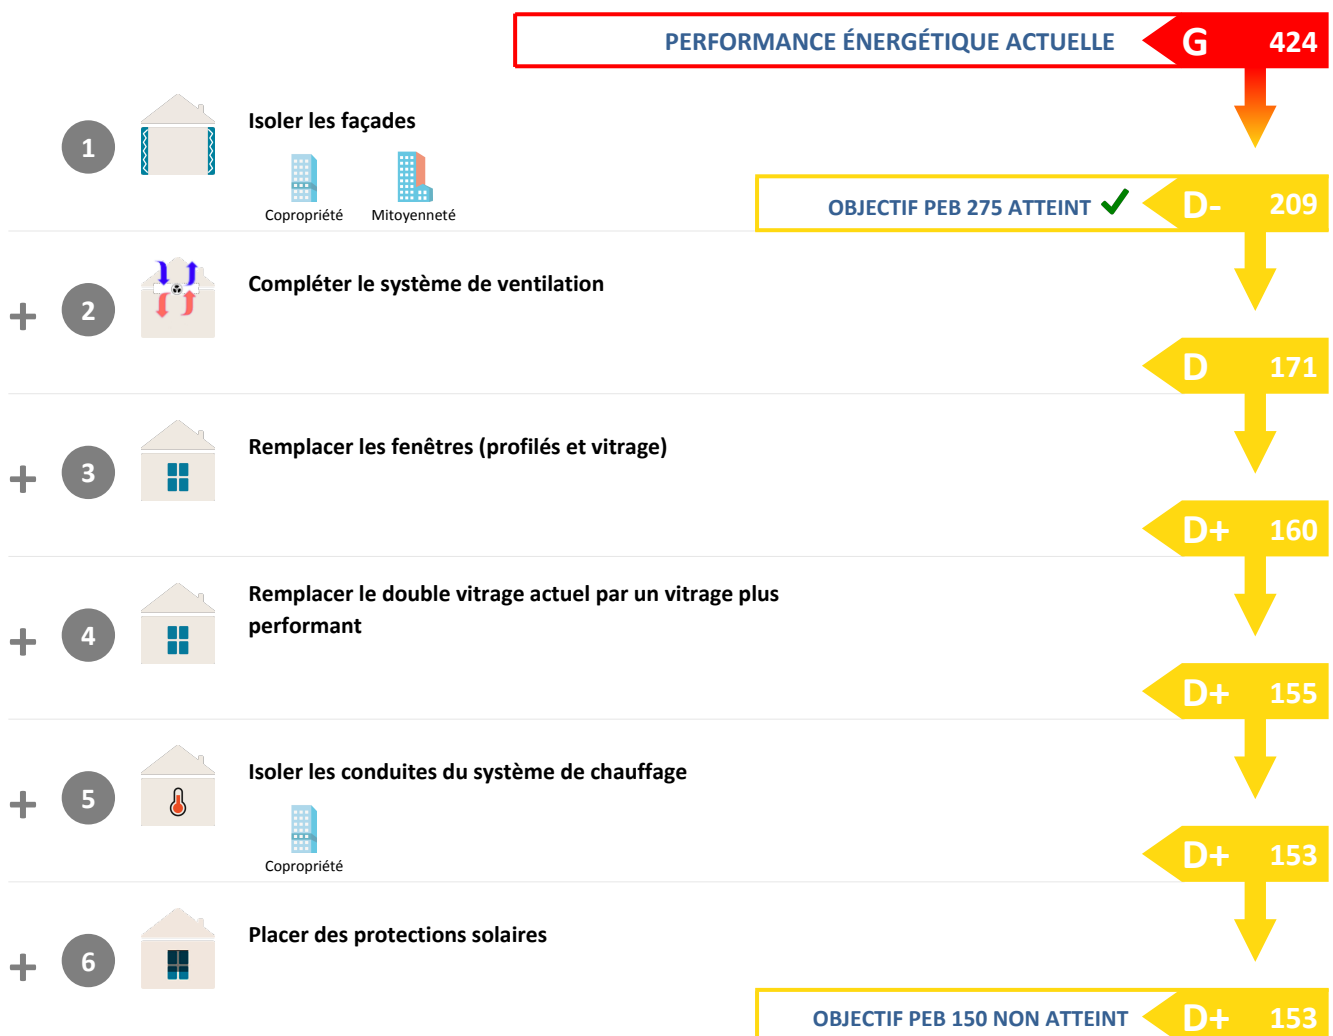 PERFORMANCE ÉNERGÉTIQUE ACTUELLE G 424
1 Isoler les façades
Copropriété Mitoyenneté
OBJECTIF PEB 275 ATTEINT D- 209
+ 2 Compléter le système de ventilation
D 171
+ 3 Remplacer les fenêtres (profilés et vitrage)
D+ 160
+ 4 Remplacer le double vitrage actuel par un vitrage plus
performant
D+ 155
+ 5 Isoler les conduites du système de chauffage
Copropriété
D+ 153
+ 6 Placer des protections solaires
OBJECTIF PEB 150 NON ATTEINT D+ 153